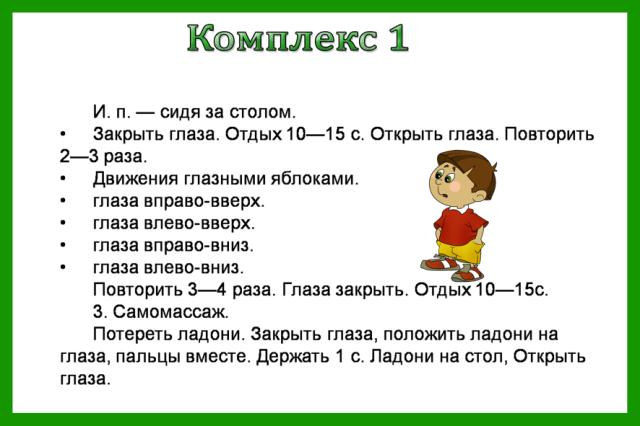 Комплекс 1
И. п. — сидя за столом.
• Закрыть глаза. Отдых 10—15 с. Открыть глаза. Повторить
2—3 раза.
• Движения глазными яблоками.
• глаза вправо-вверх.
• глаза влево-вверх.
• глаза вправо-вниз.
• глаза влево-вниз.
Повторить 3—4 раза. Глаза закрыть. Отдых 10—15с.
3. Самомассаж.
Потереть ладони. Закрыть глаза, положить ладони на
глаза, пальцы вместе. Держать 1 с. Ладони на стол, Открыть
глаза.